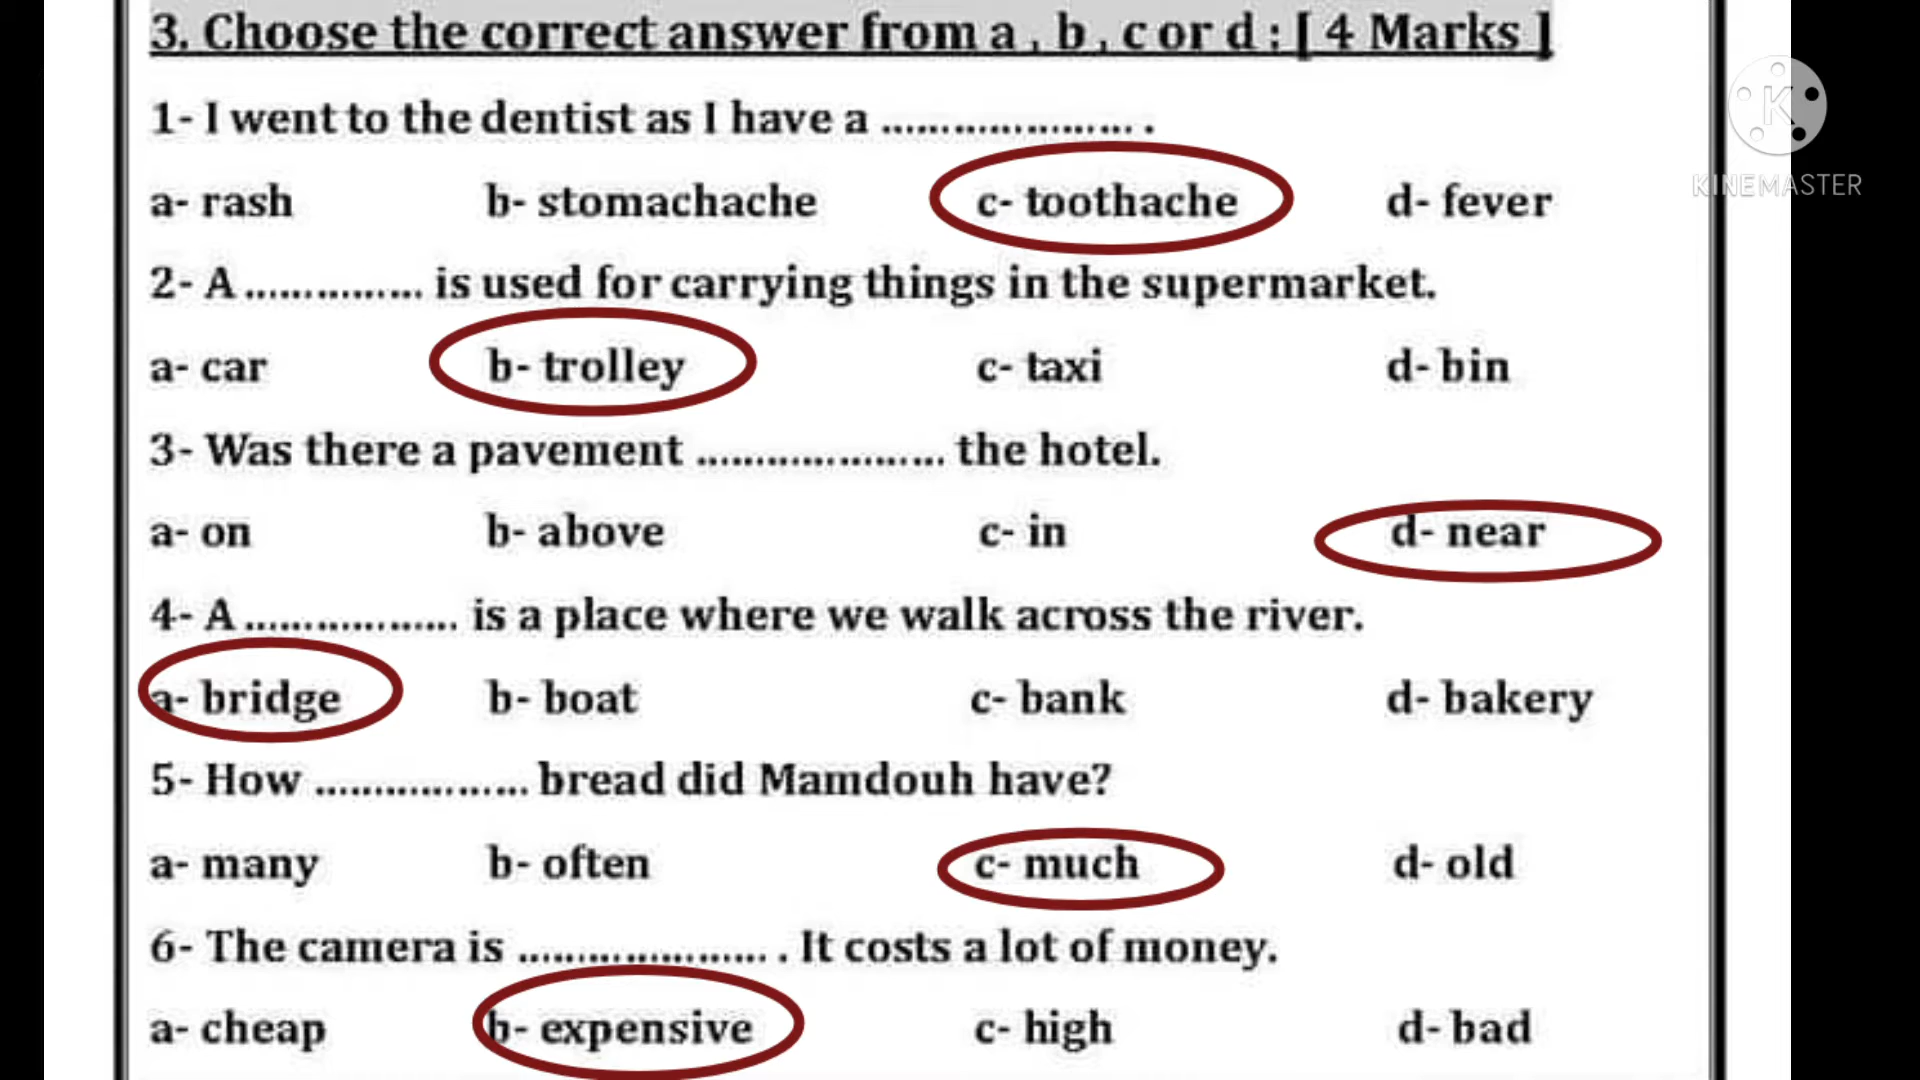 3. Choose the correct answer from a , b , c or d : [ 4 Marks ]
1- I went to the dentist as I have a ..................... .
a- rash b- stomachache c- toothache d- fever
2- A ............... is used for carrying things in the supermarket.
a- car b- trolley c- taxi d- bin
3- Was there a pavement ..................... the hotel.
a- on b- above c- in d- near
4- A .................. is a place where we walk across the river.
a- bridge b- boat c- bank d- bakery
5- How .................. bread did Mamdouh have?
a- many b- often c- much d- old
6- The camera is ..................... . It costs a lot of money.
a- cheap b- expensive c- high d- bad
K
KINEMASTER